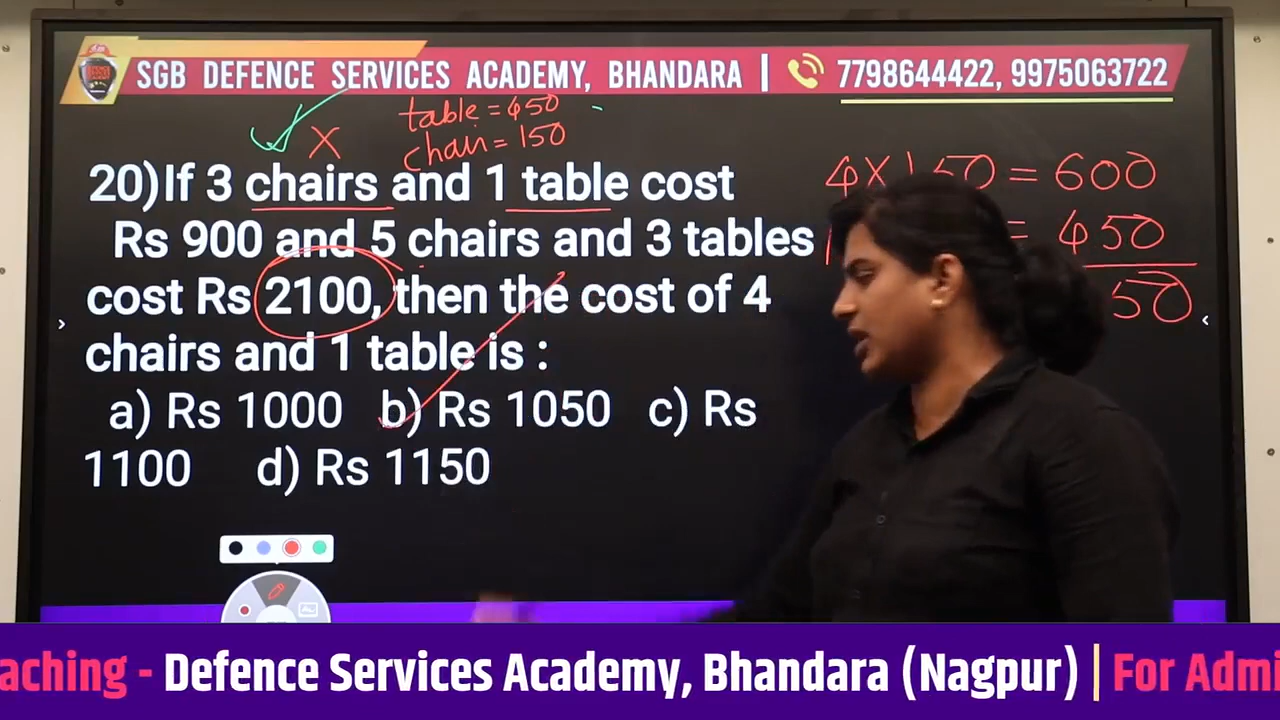 SGB DEFENCE SERVICES ACADEMY, BHANDARA | 7798644422, 9975063722
table = 450
chair = 150
X
20)If 3 chairs and 1 table cost
Rs 900 and 5 chairs and 3 tables
cost Rs 2100, then the cost of 4
chairs and 1 table is :
a) Rs 1000 b) Rs 1050 c) Rs
1100 d) Rs 1150
4X150 = 600
= 450
50
aching - Defence Services Academy, Bhandara (Nagpur) | For Admi